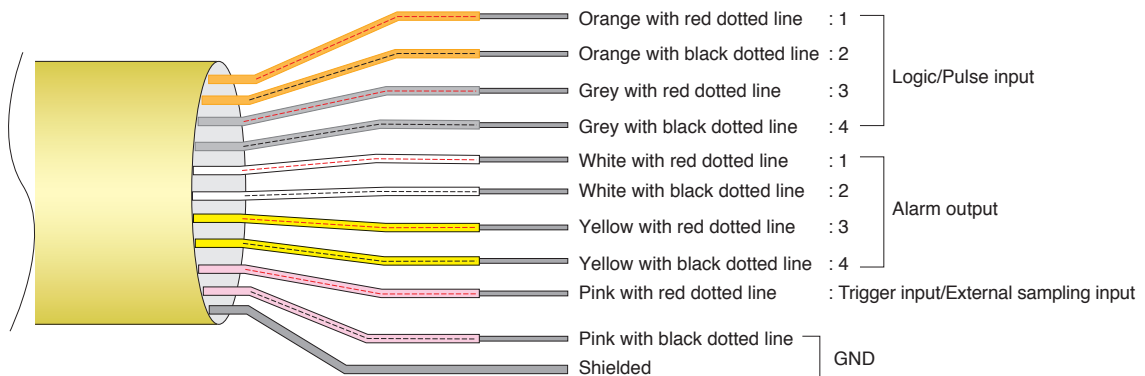 Orange with red dotted line : 1
Orange with black dotted line : 2
Grey with red dotted line : 3
Grey with black dotted line : 4
Logic/Pulse input
White with red dotted line : 1
White with black dotted line : 2
Yellow with red dotted line : 3
Yellow with black dotted line : 4
Alarm output
Pink with red dotted line : Trigger input/External sampling input
Pink with black dotted line
Shielded
GND